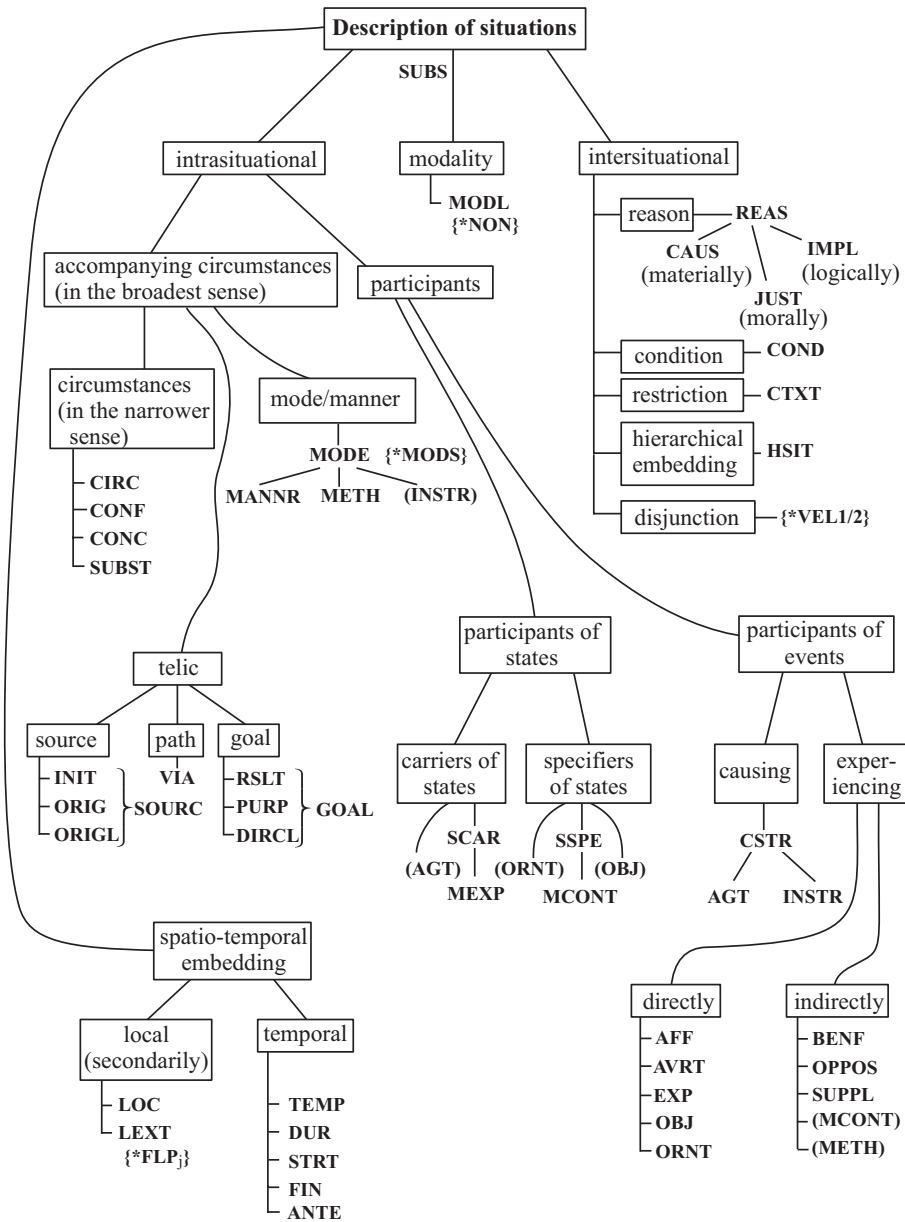 Description of situations
SUBS
intrasituational
modality
MODL
{*NON}
intersituational
reason
REAS
CAUS
(materially)
IMPL
(logically)
JUST
(morally)
condition
COND
restriction
CTXT
hierarchical
embedding
HSIT
disjunction
{*VEL1/2}
accompanying circumstances
(in the broadest sense)
participants
circumstances
(in the narrower
sense)
CIRC
CONF
CONC
SUBST
mode/manner
MODE {*MODS}
MANNR METH (INSTR)
telic
source
INIT
ORIG
ORIGL
SOURC
path
VIA
goal
RSLT
PURP
DIRCL
GOAL
participants of
states
carriers of
states
SCAR
(AGT)
MEXP
specifiers
of states
SSPE
(ORNT) (OBJ)
MCONT
participants of
events
causing
CSTR
AGT INSTR
exper-
iencing
directly
AFF
AVRT
EXP
OBJ
ORNT
indirectly
BENF
OPPOS
SUPPL
(MCONT)
(METH)
spatio-temporal
embedding
local
(secondarily)
LOC
LEXT
{*FLPj}
temporal
TEMP
DUR
STRT
FIN
ANTE